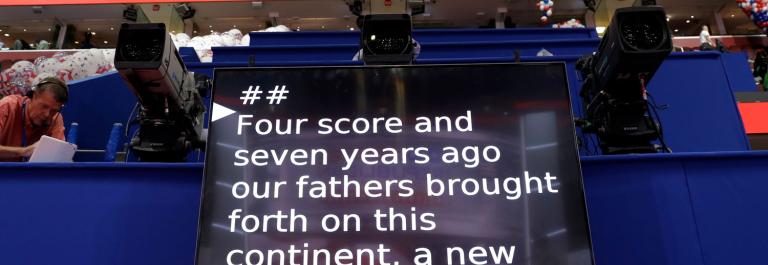 ##
Four score and
seven years ago
our fathers brought
forth on this
continent, a new